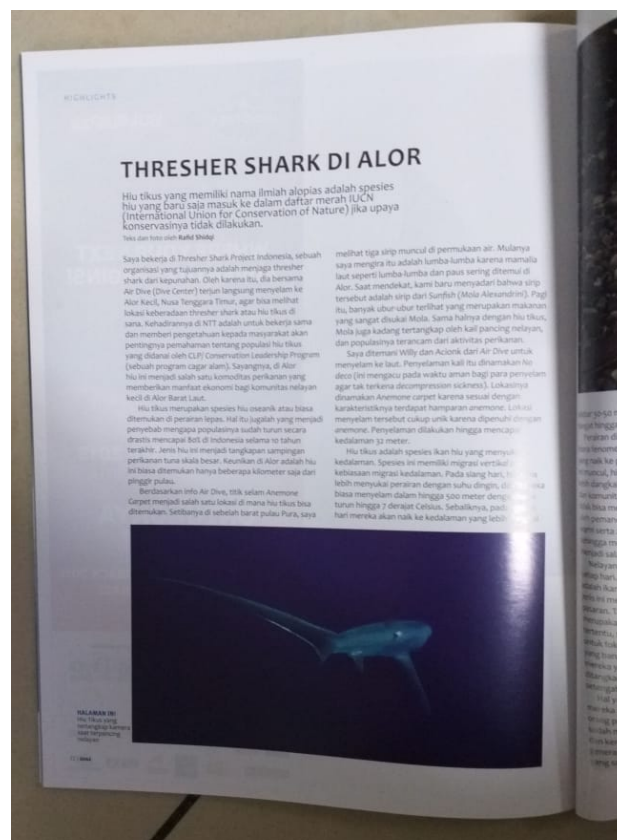 HIGHLIGHTS
THRESHER SHARK DI ALOR
Hiu tikus yang memiliki nama ilmiah alopias adalah spesies
hiu yang baru saja masuk ke dalam daftar merah IUCN
(International Union for Conservation of Nature) jika upaya
konservasinya tidak dilakukan.
Teks dan foto oleh Rafid Shidqi
Saya bekerja di Thresher Shark Project Indonesia, sebuah
organisasi yang tujuannya adalah menjaga thresher
shark dari kepunahan. Oleh karena itu, dia bersama
Air Dive (Dive Center) terjun langsung menyelam ke
Alor Kecil, Nusa Tenggara Timur, agar bisa melihat
lokasi keberadaan thresher shark atau hiu tikus di
sana. Kehadirannya di NTT adalah untuk bekerja sama
dan memberi pengetahuan kepada masyarakat akan
pentingnya pemahaman tentang populasi hiu tikus
yang didanai oleh CLP/ Conservation Leadership Program
(sebuah program cagar alam). Sayangnya, di Alor
hiu ini menjadi salah satu komoditas perikanan yang
memberikan manfaat ekonomi bagi komunitas nelayan
kecil di Alor Barat Laut.
Hiu tikus merupakan spesies hiu oseanik atau biasa
ditemukan di perairan lepas. Hal itu jugalah yang menjadi
penyebab mengapa populasinya sudah turun secara
drastis mencapai 80% di Indonesia selama 10 tahun
terakhir. Jenis hiu ini menjadi tangkapan sampingan
perikanan tuna skala besar. Keunikan di Alor adalah hiu
ini biasa ditemukan hanya beberapa kilometer saja dari
pinggir pulau.
Berdasarkan info Air Dive, titik selam Anemone
Carpet menjadi salah satu lokasi di mana hiu tikus bisa
ditemukan. Setibanya di sebelah barat pulau Pura, saya
melihat tiga sirip muncul di permukaan air. Mulanya
saya mengira itu adalah lumba-lumba karena mamalia
laut seperti lumba-lumba dan paus sering ditemui di
Alor. Saat mendekat, kami baru menyadari bahwa sirip
tersebut adalah sirip dari Sunfish (Mola Alexandrini). Pagi
itu, banyak ubur-ubur terlihat yang merupakan makanan
yang sangat disukai Mola. Sama halnya dengan hiu tikus,
Mola juga kadang tertangkap oleh kail pancing nelayan,
dan populasinya terancam dari aktivitas perikanan.
Saya ditemani Willy dan Acionk dari Air Dive untuk
menyelam ke laut. Penyelaman kali itu dinamakan No
deco (ini mengacu pada waktu aman bagi para penyelam
agar tak terkena decompression sickness). Lokasinya
dinamakan Anemone carpet karena sesuai dengan
karakteristiknya terdapat hamparan anemone. Lokasi
menyelam tersebut cukup unik karena dipenuhi dengan
anemone. Penyelaman dilakukan hingga mencapai
kedalaman 32 meter.
Hiu tikus adalah spesies ikan hiu yang menyukai
kedalaman. Spesies ini memiliki migrasi vertikal
kebiasaan migrasi kedalaman. Pada siang hari,
lebih menyukai perairan dengan suhu dingin,
biasa menyelam dalam hingga 500 meter dengan
turun hingga 7 derajat Celsius. Sebaliknya, pada
hari mereka akan naik ke kedalaman yang lebih
HALAMAN INI
Hiu Tikus yang
tertangkap kamera
saat terpancing
nelayan